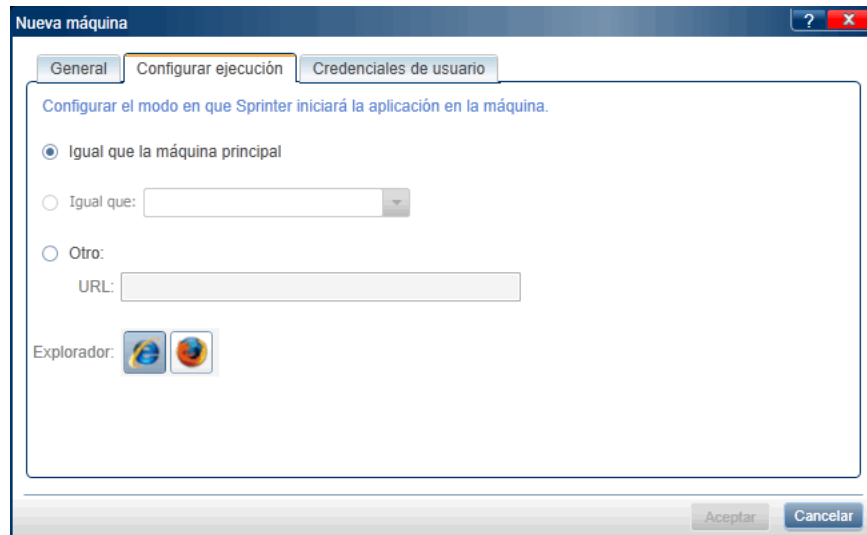 Nueva máquina
? X
General Configurar ejecución Credenciales de usuario
Configurar el modo en que Sprinter iniciará la aplicación en la máquina.
Igual que la máquina principal
Igual que:
Otro:
URL:
Explorador:
Aceptar Cancelar